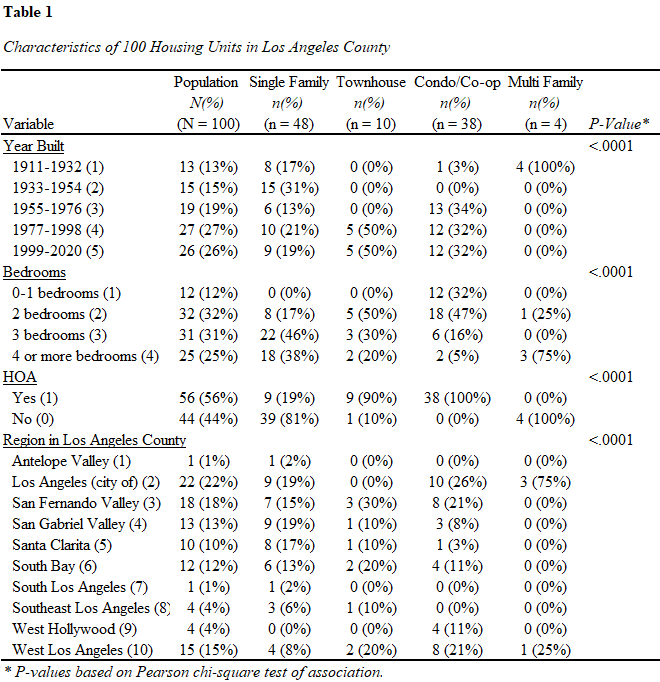 Table 1
Characteristics of 100 Housing Units in Los Angeles County
Population Single Family Townhouse Condo/Co-op Multi Family
N(%) n(%) n(%) n(%) n(%)
Variable (N = 100) (n = 48) (n = 10) (n = 38) (n = 4) P-Value*
Year Built <.0001
1911-1932 (1) 13 (13%) 8 (17%) 0 (0%) 1 (3%) 4 (100%)
1933-1954 (2) 15 (15%) 15 (31%) 0 (0%) 0 (0%) 0 (0%)
1955-1976 (3) 19 (19%) 6 (13%) 0 (0%) 13 (34%) 0 (0%)
1977-1998 (4) 27 (27%) 10 (21%) 5 (50%) 12 (32%) 0 (0%)
1999-2020 (5) 26 (26%) 9 (19%) 5 (50%) 12 (32%) 0 (0%)
Bedrooms <.0001
0-1 bedrooms (1) 12 (12%) 0 (0%) 0 (0%) 12 (32%) 0 (0%)
2 bedrooms (2) 32 (32%) 8 (17%) 5 (50%) 18 (47%) 1 (25%)
3 bedrooms (3) 31 (31%) 22 (46%) 3 (30%) 6 (16%) 0 (0%)
4 or more bedrooms (4) 25 (25%) 18 (38%) 2 (20%) 2 (5%) 3 (75%)
HOA <.0001
Yes (1) 56 (56%) 9 (19%) 9 (90%) 38 (100%) 0 (0%)
No (0) 44 (44%) 39 (81%) 1 (10%) 0 (0%) 4 (100%)
Region in Los Angeles County <.0001
Antelope Valley (1) 1 (1%) 1 (2%) 0 (0%) 0 (0%) 0 (0%)
Los Angeles (city of) (2) 22 (22%) 9 (19%) 0 (0%) 10 (26%) 3 (75%)
San Fernando Valley (3) 18 (18%) 7 (15%) 3 (30%) 8 (21%) 0 (0%)
San Gabriel Valley (4) 13 (13%) 9 (19%) 1 (10%) 3 (8%) 0 (0%)
Santa Clarita (5) 10 (10%) 8 (17%) 1 (10%) 1 (3%) 0 (0%)
South Bay (6) 12 (12%) 6 (13%) 2 (20%) 4 (11%) 0 (0%)
South Los Angeles (7) 1 (1%) 1 (2%) 0 (0%) 0 (0%) 0 (0%)
Southeast Los Angeles (8) 4 (4%) 3 (6%) 1 (10%) 0 (0%) 0 (0%)
West Hollywood (9) 4 (4%) 0 (0%) 0 (0%) 4 (11%) 0 (0%)
West Los Angeles (10) 15 (15%) 4 (8%) 2 (20%) 8 (21%) 1 (25%)
* P-values based on Pearson chi-square test of association.